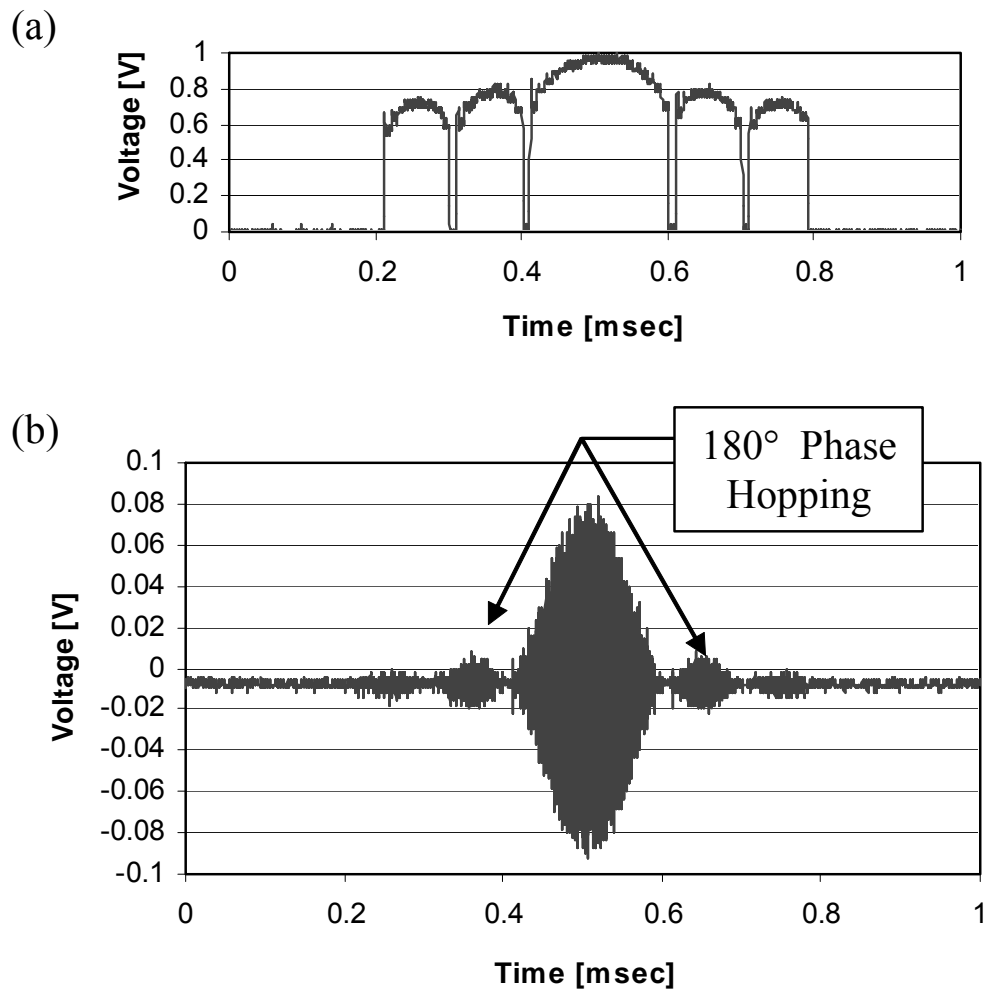 (a)
Voltage [V]
1
0.8
0.6
0.4
0.2
0
0 0.2 0.4 0.6 0.8 1
Time [msec]
(b)
180° Phase
Hopping
Voltage [V]
0.1
0.08
0.06
0.04
0.02
0
-0.02
-0.04
-0.06
-0.08
-0.1
0 0.2 0.4 0.6 0.8 1
Time [msec]